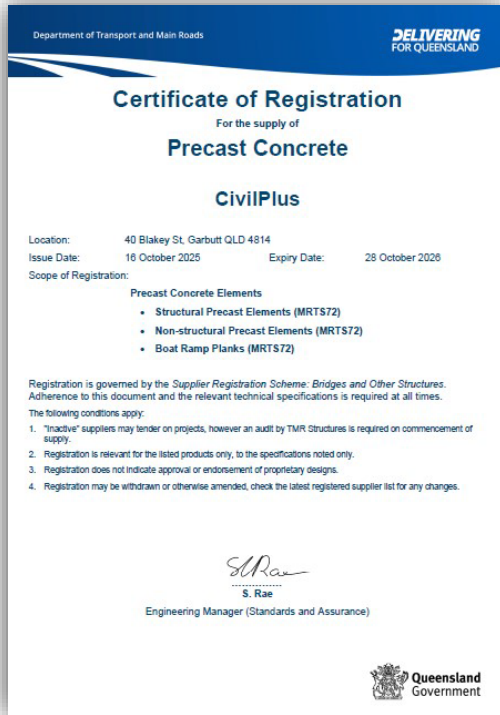 Department of Transport and Main Roads
DELIVERING
FOR QUEENSLAND
Certificate of Registration
For the supply of
Precast Concrete
CivilPlus
Location: 40 Blakey St, Garbutt QLD 4814
Issue Date: 16 October 2025 Expiry Date: 28 October 2026
Scope of Registration:
Precast Concrete Elements
• Structural Precast Elements (MRTS72)
• Non-structural Precast Elements (MRTS72)
• Boat Ramp Planks (MRTS72)
Registration is governed by the Supplier Registration Scheme: Bridges and Other Structures.
Adherence to this document and the relevant technical specifications is required at all times.
The following conditions apply:
1. "Inactive" suppliers may tender on projects, however an audit by TMR Structures is required on commencement of
supply.
2. Registration is relevant for the listed products only, to the specifications noted only.
3. Registration does not indicate approval or endorsement of proprietary designs.
4. Registration may be withdrawn or otherwise amended, check the latest registered supplier list for any changes.
SRae
S. Rae
Engineering Manager (Standards and Assurance)
Queensland
Government